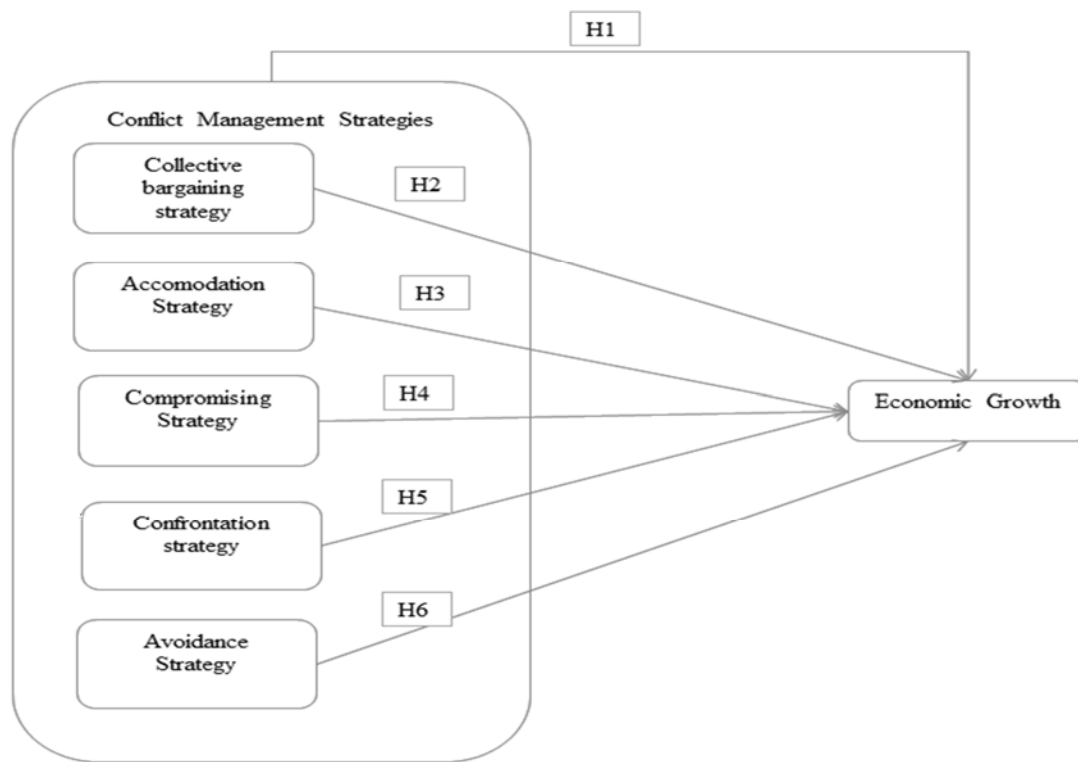 H1
Conflict Management Strategies
Collective
bargaining
strategy
H2
Accomodation
Strategy
H3
Compromising
Strategy
H4
Economic Growth
Confrontation
strategy
H5
Avoidance
Strategy
H6